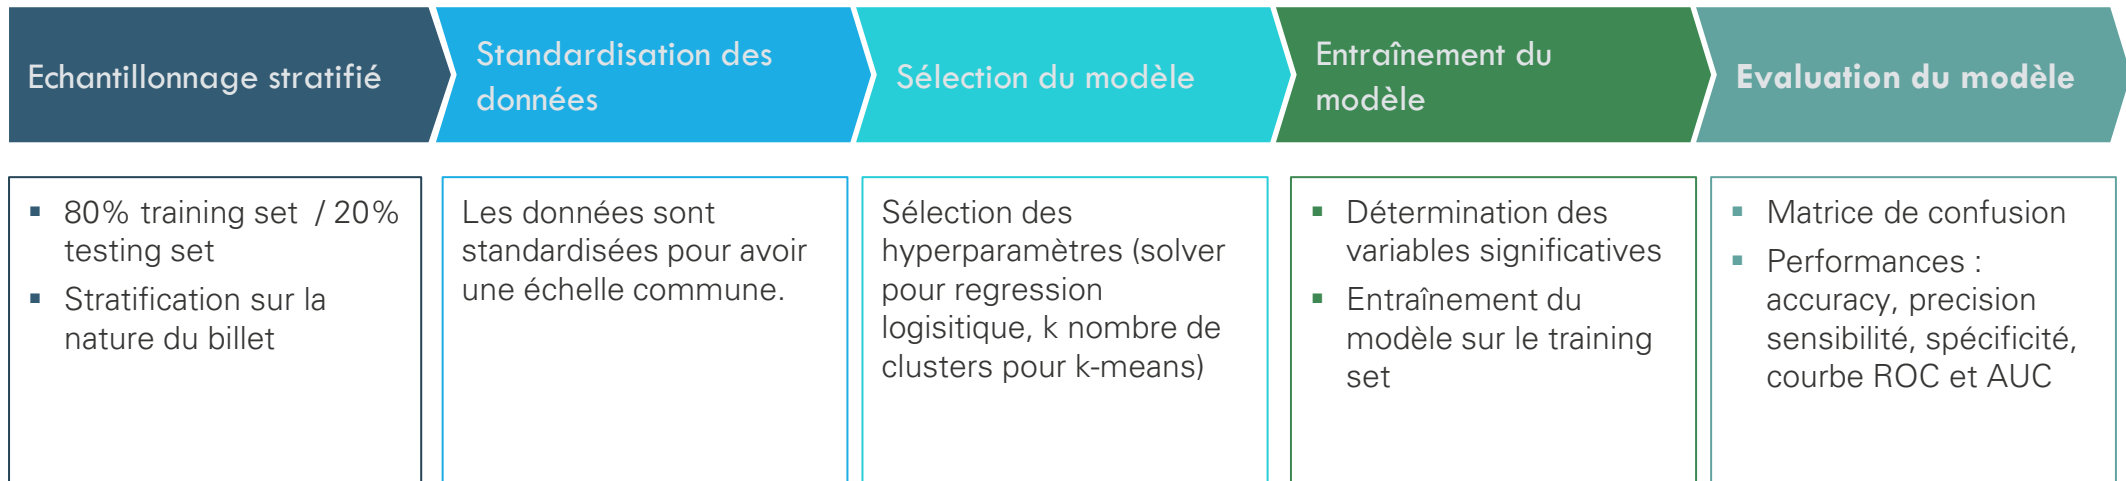 Echantillonnage stratifié
Standardisation des
données
Sélection du modèle
Entraînement du
modèle
Evaluation du modèle
▪ 80% training set / 20%
testing set
▪ Stratification sur la
nature du billet
Les données sont
standardisées pour avoir
une échelle commune.
Sélection des
hyperparamètres (solver
pour regression
logisitique, k nombre de
clusters pour k-means)
▪ Détermination des
variables significatives
▪ Entraînement du
modèle sur le training
set
▪ Matrice de confusion
▪ Performances :
accuracy, precision
sensibilité, spécificité,
courbe ROC et AUC